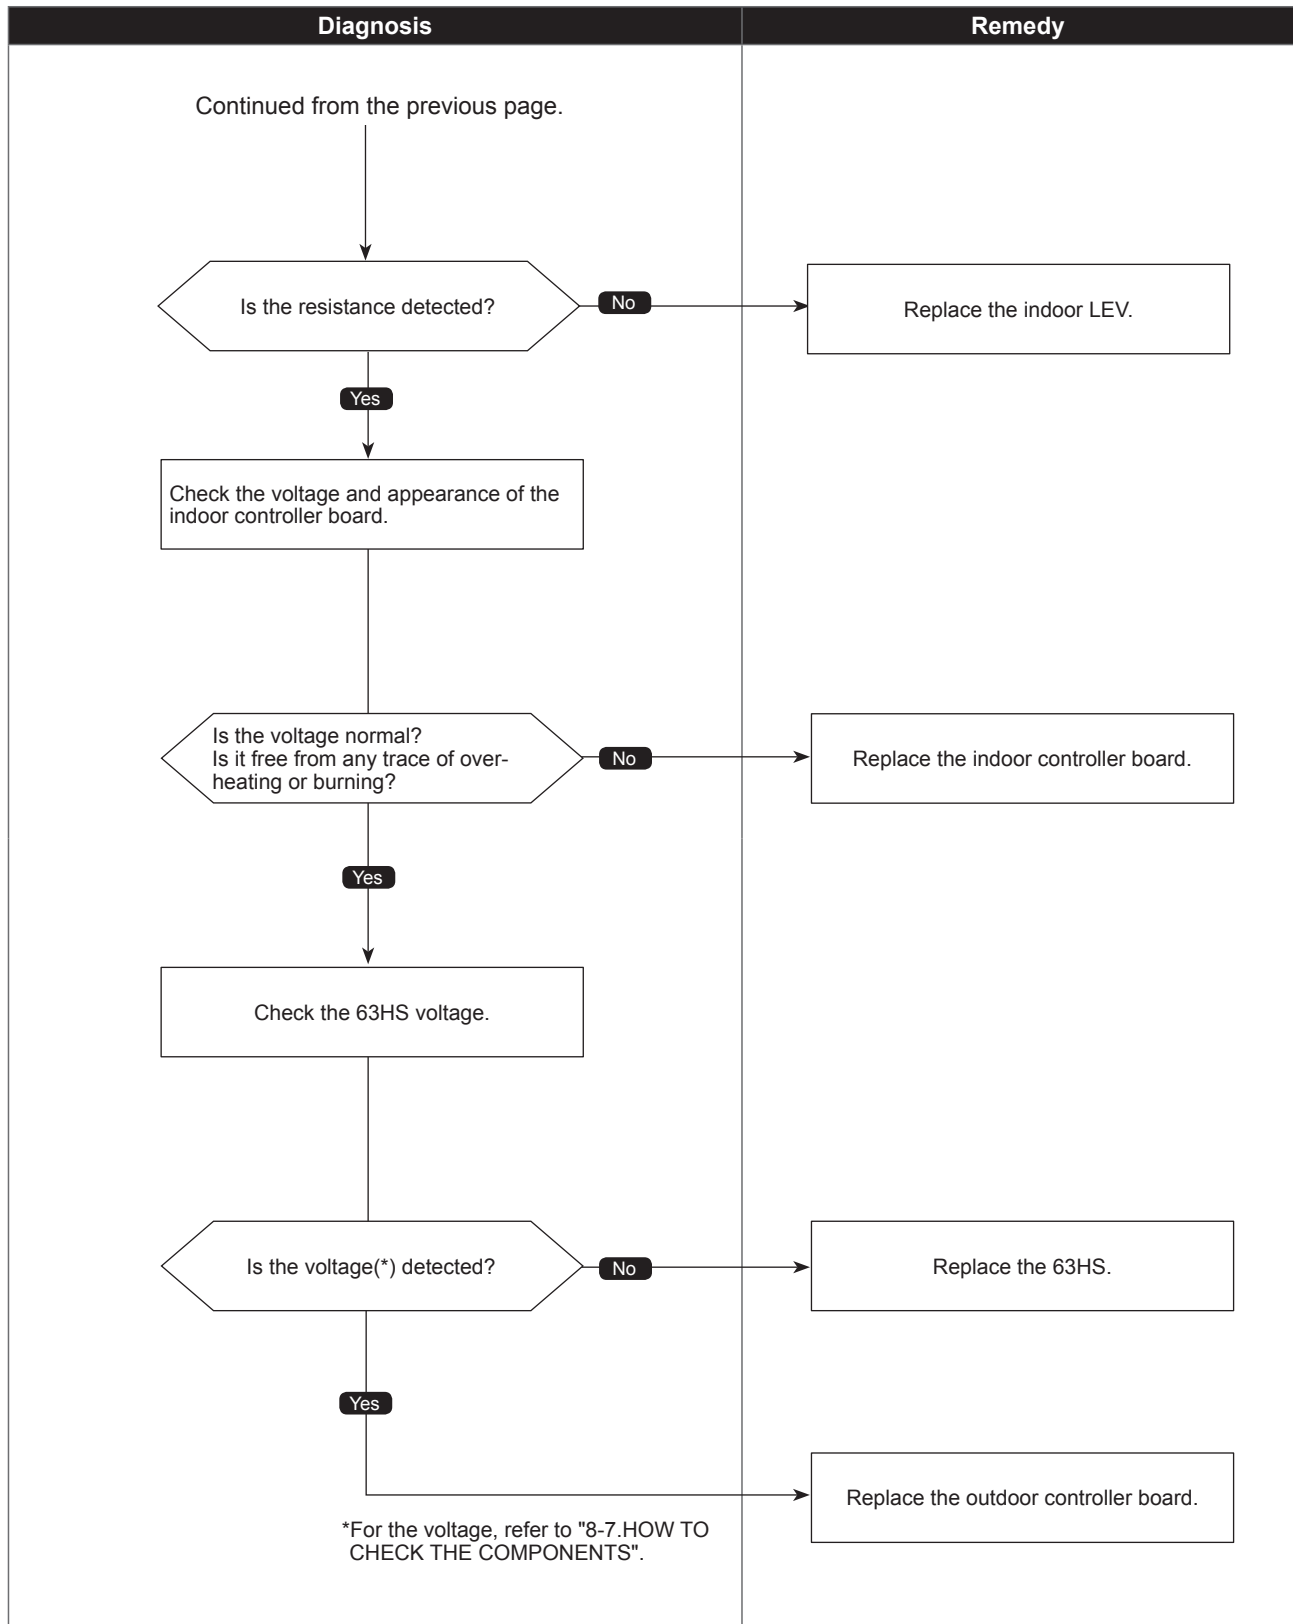 Diagnosis
Remedy
Continued from the previous page.
Is the resistance detected?
No
Replace the indoor LEV.
Yes
Check the voltage and appearance of the
indoor controller board.
Is the voltage normal?
Is it free from any trace of over-
heating or burning?
No
Replace the indoor controller board.
Yes
Check the 63HS voltage.
Is the voltage(*) detected?
No
Replace the 63HS.
Yes
Replace the outdoor controller board.
*For the voltage, refer to "8-7.HOW TO
CHECK THE COMPONENTS".